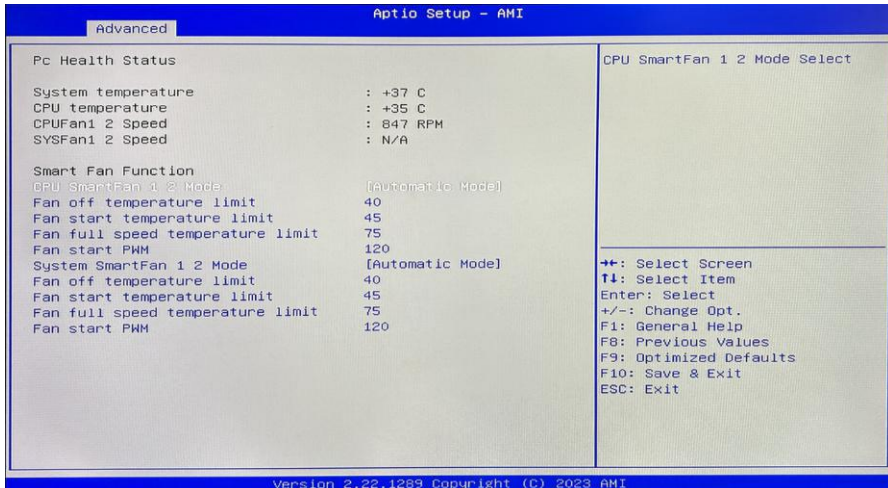 Aptio Setup - AMI
Advanced
Pc Health Status
System temperature : +37 C
CPU temperature : +35 C
CPUFan1 2 Speed : 847 RPM
SYSFan1 2 Speed : N/A
Smart Fan Function
CPU SmartFan 1 2 Mode [Automatic Mode]
Fan off temperature limit 40
Fan start temperature limit 45
Fan full speed temperature limit 75
Fan start PWM 120
System SmartFan 1 2 Mode [Automatic Mode]
Fan off temperature limit 40
Fan start temperature limit 45
Fan full speed temperature limit 75
Fan start PWM 120
CPU SmartFan 1 2 Mode Select
→←: Select Screen
↑↓: Select Item
Enter: Select
+/-: Change Opt.
F1: General Help
F8: Previous Values
F9: Optimized Defaults
F10: Save & Exit
ESC: Exit
Version 2.22.1289 Copyright (C) 2023 AMI